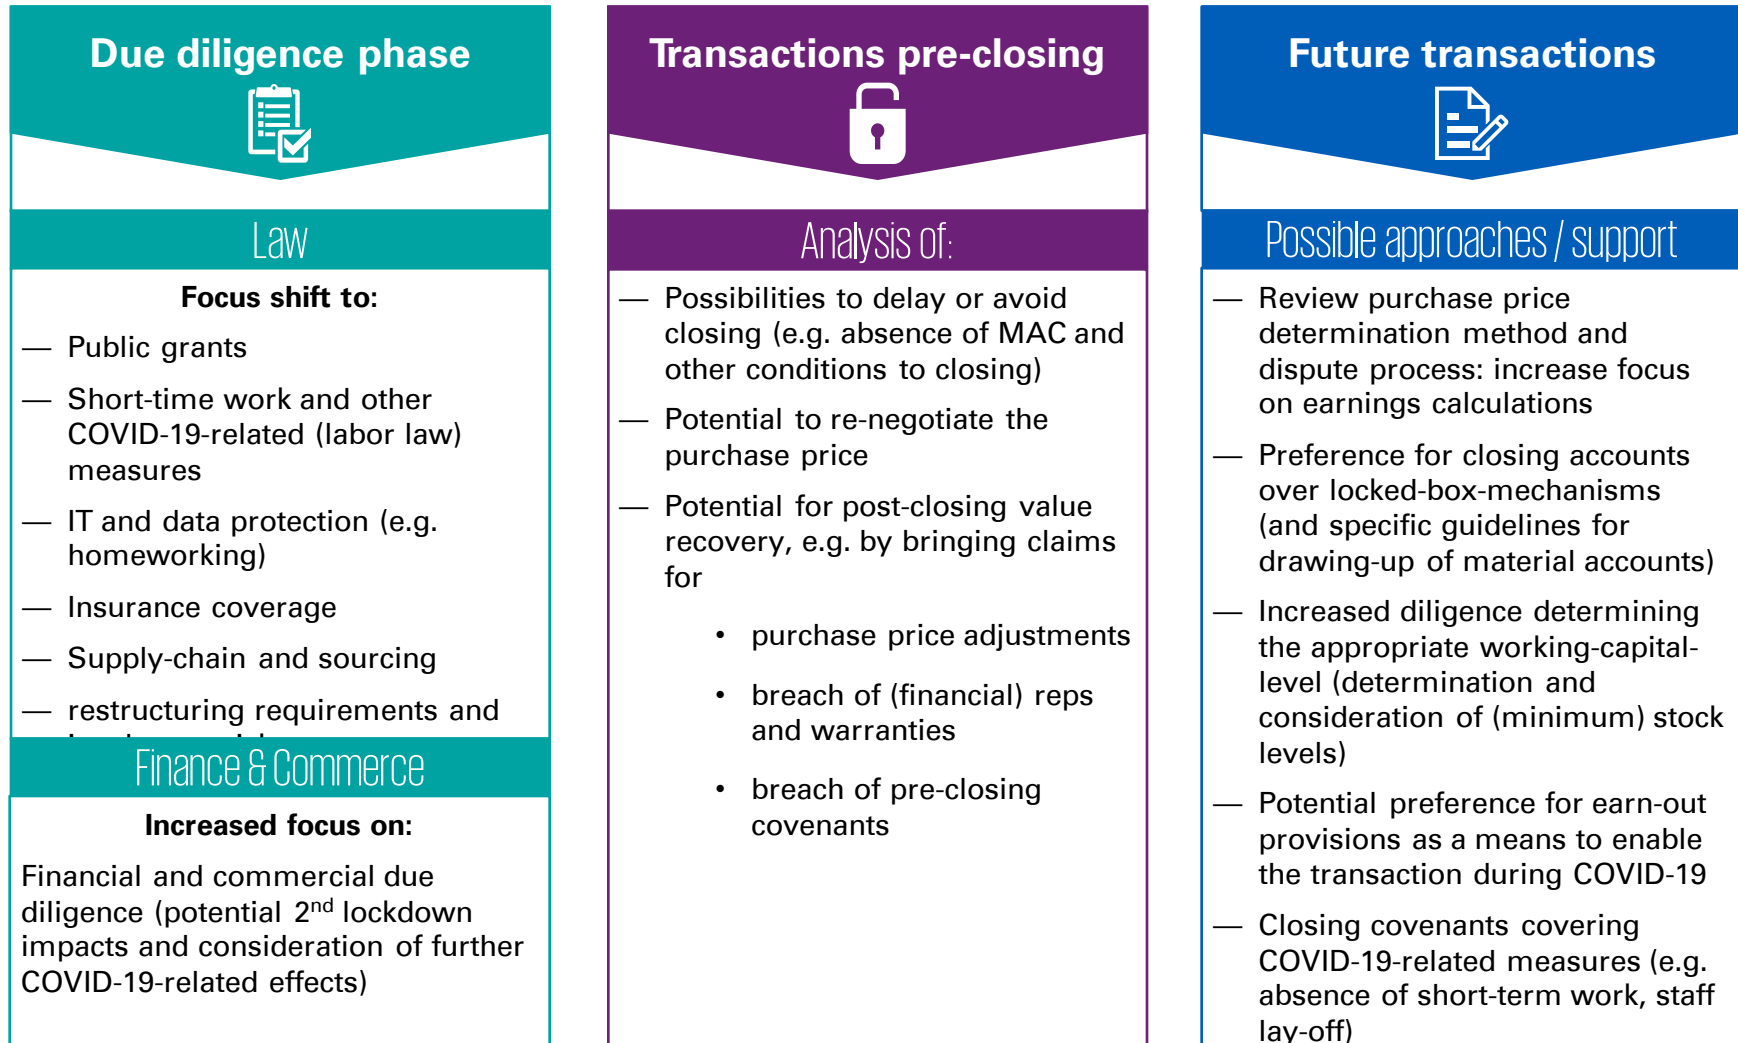 Due diligence phase
Law
Focus shift to:
— Public grants
— Short-time work and other
COVID-19-related (labor law)
measures
— IT and data protection (e.g.
homeworking)
— Insurance coverage
— Supply-chain and sourcing
— restructuring requirements and
Finance & Commerce
Increased focus on:
Financial and commercial due
diligence (potential 2nd lockdown
impacts and consideration of further
COVID-19-related effects)
Transactions pre-closing
Analysis of:
— Possibilities to delay or avoid
closing (e.g. absence of MAC and
other conditions to closing)
— Potential to re-negotiate the
purchase price
— Potential for post-closing value
recovery, e.g. by bringing claims
for
• purchase price adjustments
• breach of (financial) reps
and warranties
• breach of pre-closing
covenants
Future transactions
Possible approaches / support
— Review purchase price
determination method and
dispute process: increase focus
on earnings calculations
— Preference for closing accounts
over locked-box-mechanisms
(and specific guidelines for
drawing-up of material accounts)
— Increased diligence determining
the appropriate working-capital-
level (determination and
consideration of (minimum) stock
levels)
— Potential preference for earn-out
provisions as a means to enable
the transaction during COVID-19
— Closing covenants covering
COVID-19-related measures (e.g.
absence of short-term work, staff
lay-off)